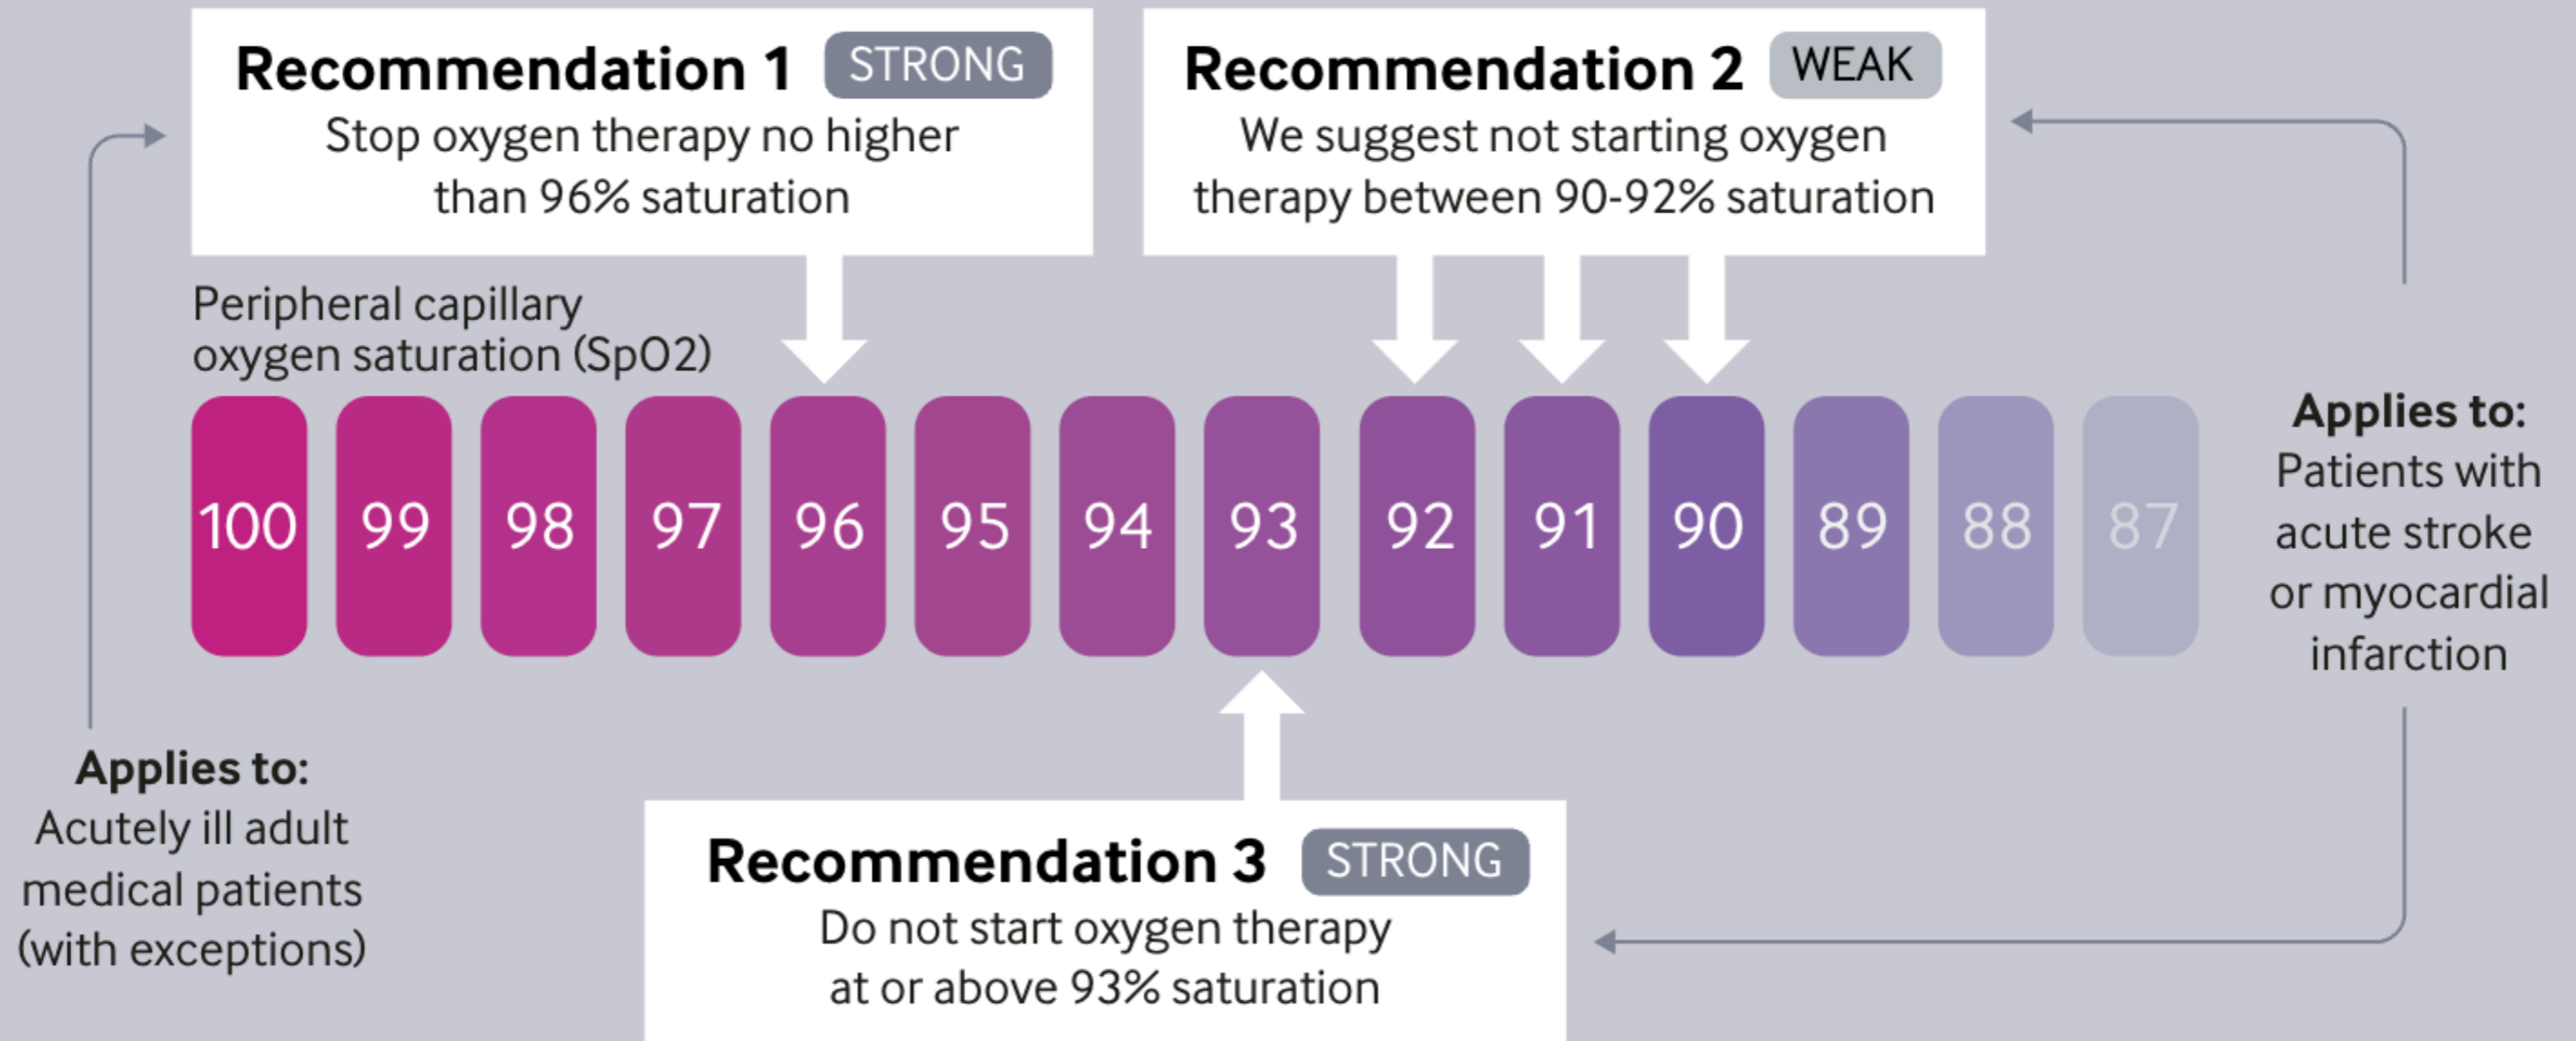 Recommendation 1 STRONG
Stop oxygen therapy no higher
than 96% saturation
Recommendation 2 WEAK
We suggest not starting oxygen
therapy between 90-92% saturation
Peripheral capillary
oxygen saturation (SpO2)
100 99 98 97 96 95 94 93 92 91 90 89 88 87
Applies to:
Patients with
acute stroke
or myocardial
infarction
Applies to:
Acutely ill adult
medical patients
(with exceptions)
Recommendation 3 STRONG
Do not start oxygen therapy
at or above 93% saturation